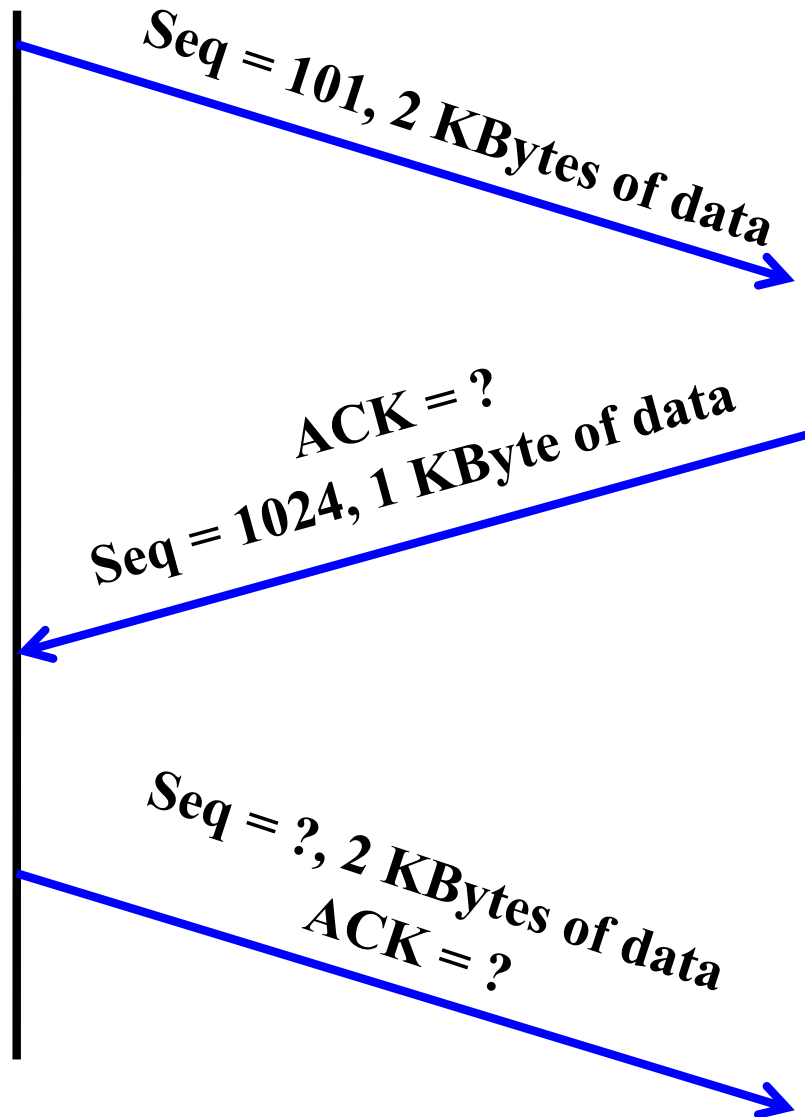 Seq = 101, 2 KBytes of data
ACK = ?
Seq = 1024, 1 KByte of data
Seq = ?, 2 KBytes of data
ACK = ?